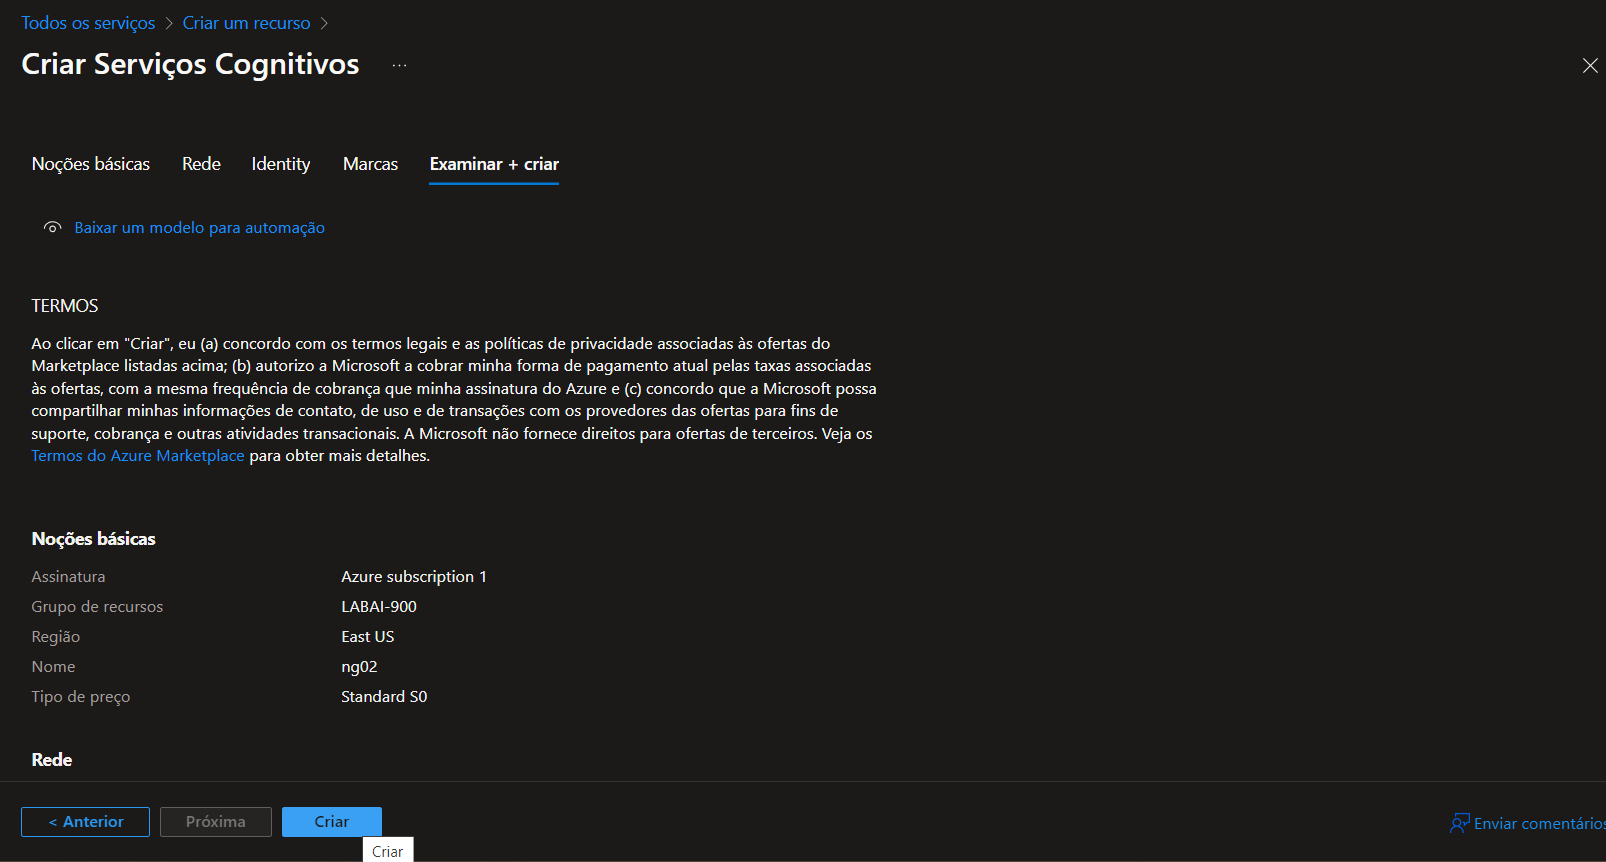 Todos os serviços > Criar um recurso >
Criar Serviços Cognitivos ...
Noções básicas Rede Identity Marcas Examinar + criar
Baixar um modelo para automação
TERMOS
Ao clicar em "Criar", eu (a) concordo com os termos legais e as políticas de privacidade associadas às ofertas do
Marketplace listadas acima; (b) autorizo a Microsoft a cobrar minha forma de pagamento atual pelas taxas associadas
às ofertas, com a mesma frequência de cobrança que minha assinatura do Azure e (c) concordo que a Microsoft possa
compartilhar minhas informações de contato, de uso e de transações com os provedores das ofertas para fins de
suporte, cobrança e outras atividades transacionais. A Microsoft não fornece direitos para ofertas de terceiros. Veja os
Termos do Azure Marketplace para obter mais detalhes.
Noções básicas
Assinatura Azure subscription 1
Grupo de recursos LABAI-900
Região East US
Nome ng02
Tipo de preço Standard S0
Rede
< Anterior Próxima Criar
Enviar comentários
Criar